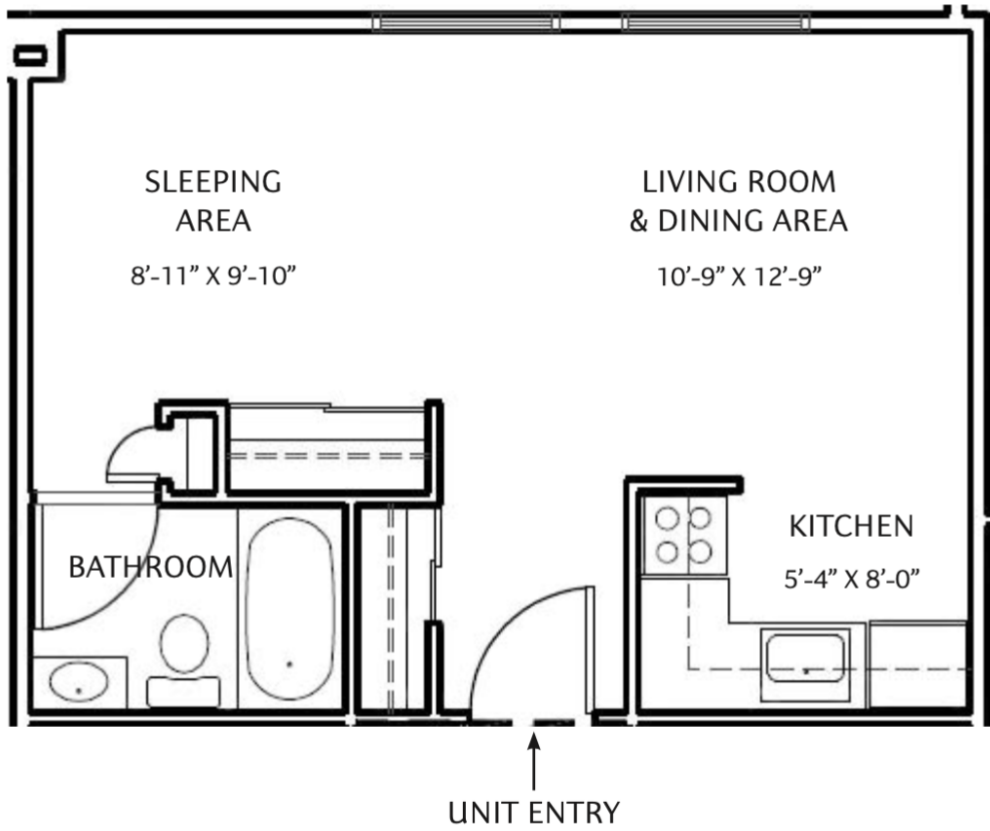 SLEEPING
AREA
8’-11” X 9’-10”
LIVING ROOM
& DINING AREA
10’-9” X 12’-9”
KITCHEN
5’-4” X 8’-0”
BATHROOM
UNIT ENTRY